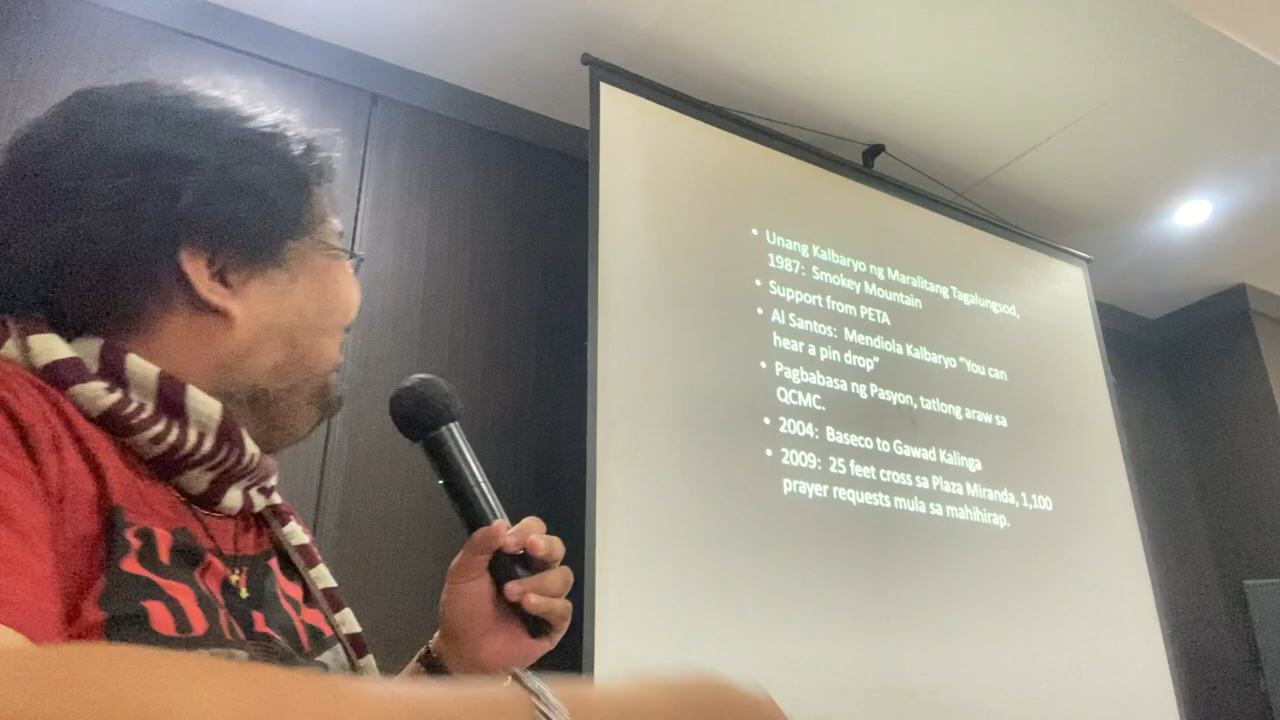 • Unang Kalbaryo ng Maralitang Tagalungsod,
1987: Smokey Mountain
• Support from PETA
• Al Santos: Mendiola Kalbaryo “You can
hear a pin drop”
• Pagbabasa ng Pasyon, tatlong araw sa
QCMC.
• 2004: Baseco to Gawad Kalinga
• 2009: 25 feet cross sa Plaza Miranda, 1,100
prayer requests mula sa mahihirap.